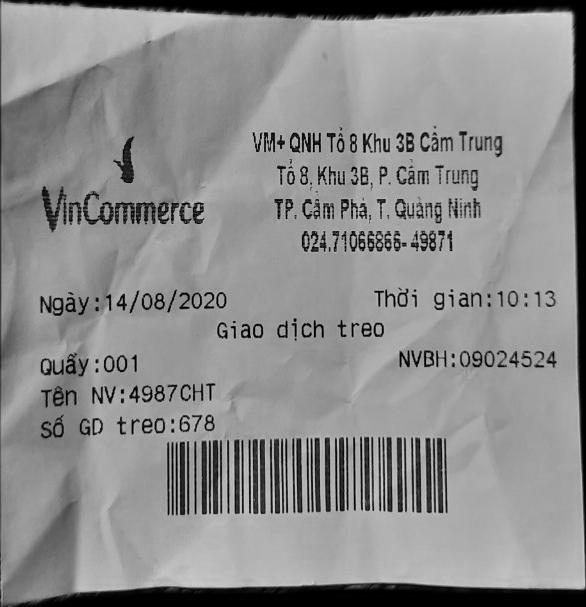 VinCommerce
VM+ QNH Tổ 8 Khu 3B Cẩm Trung
Tổ 8, Khu 3B, P. Cẩm Trung
TP. Cẩm Phả, T. Quảng Ninh
024.71066866-49871
Ngày:14/08/2020 Thời gian:10:13
Giao dịch treo
Quầy:001 NVBH:09024524
Tên NV:4987CHT
Số GD treo:678